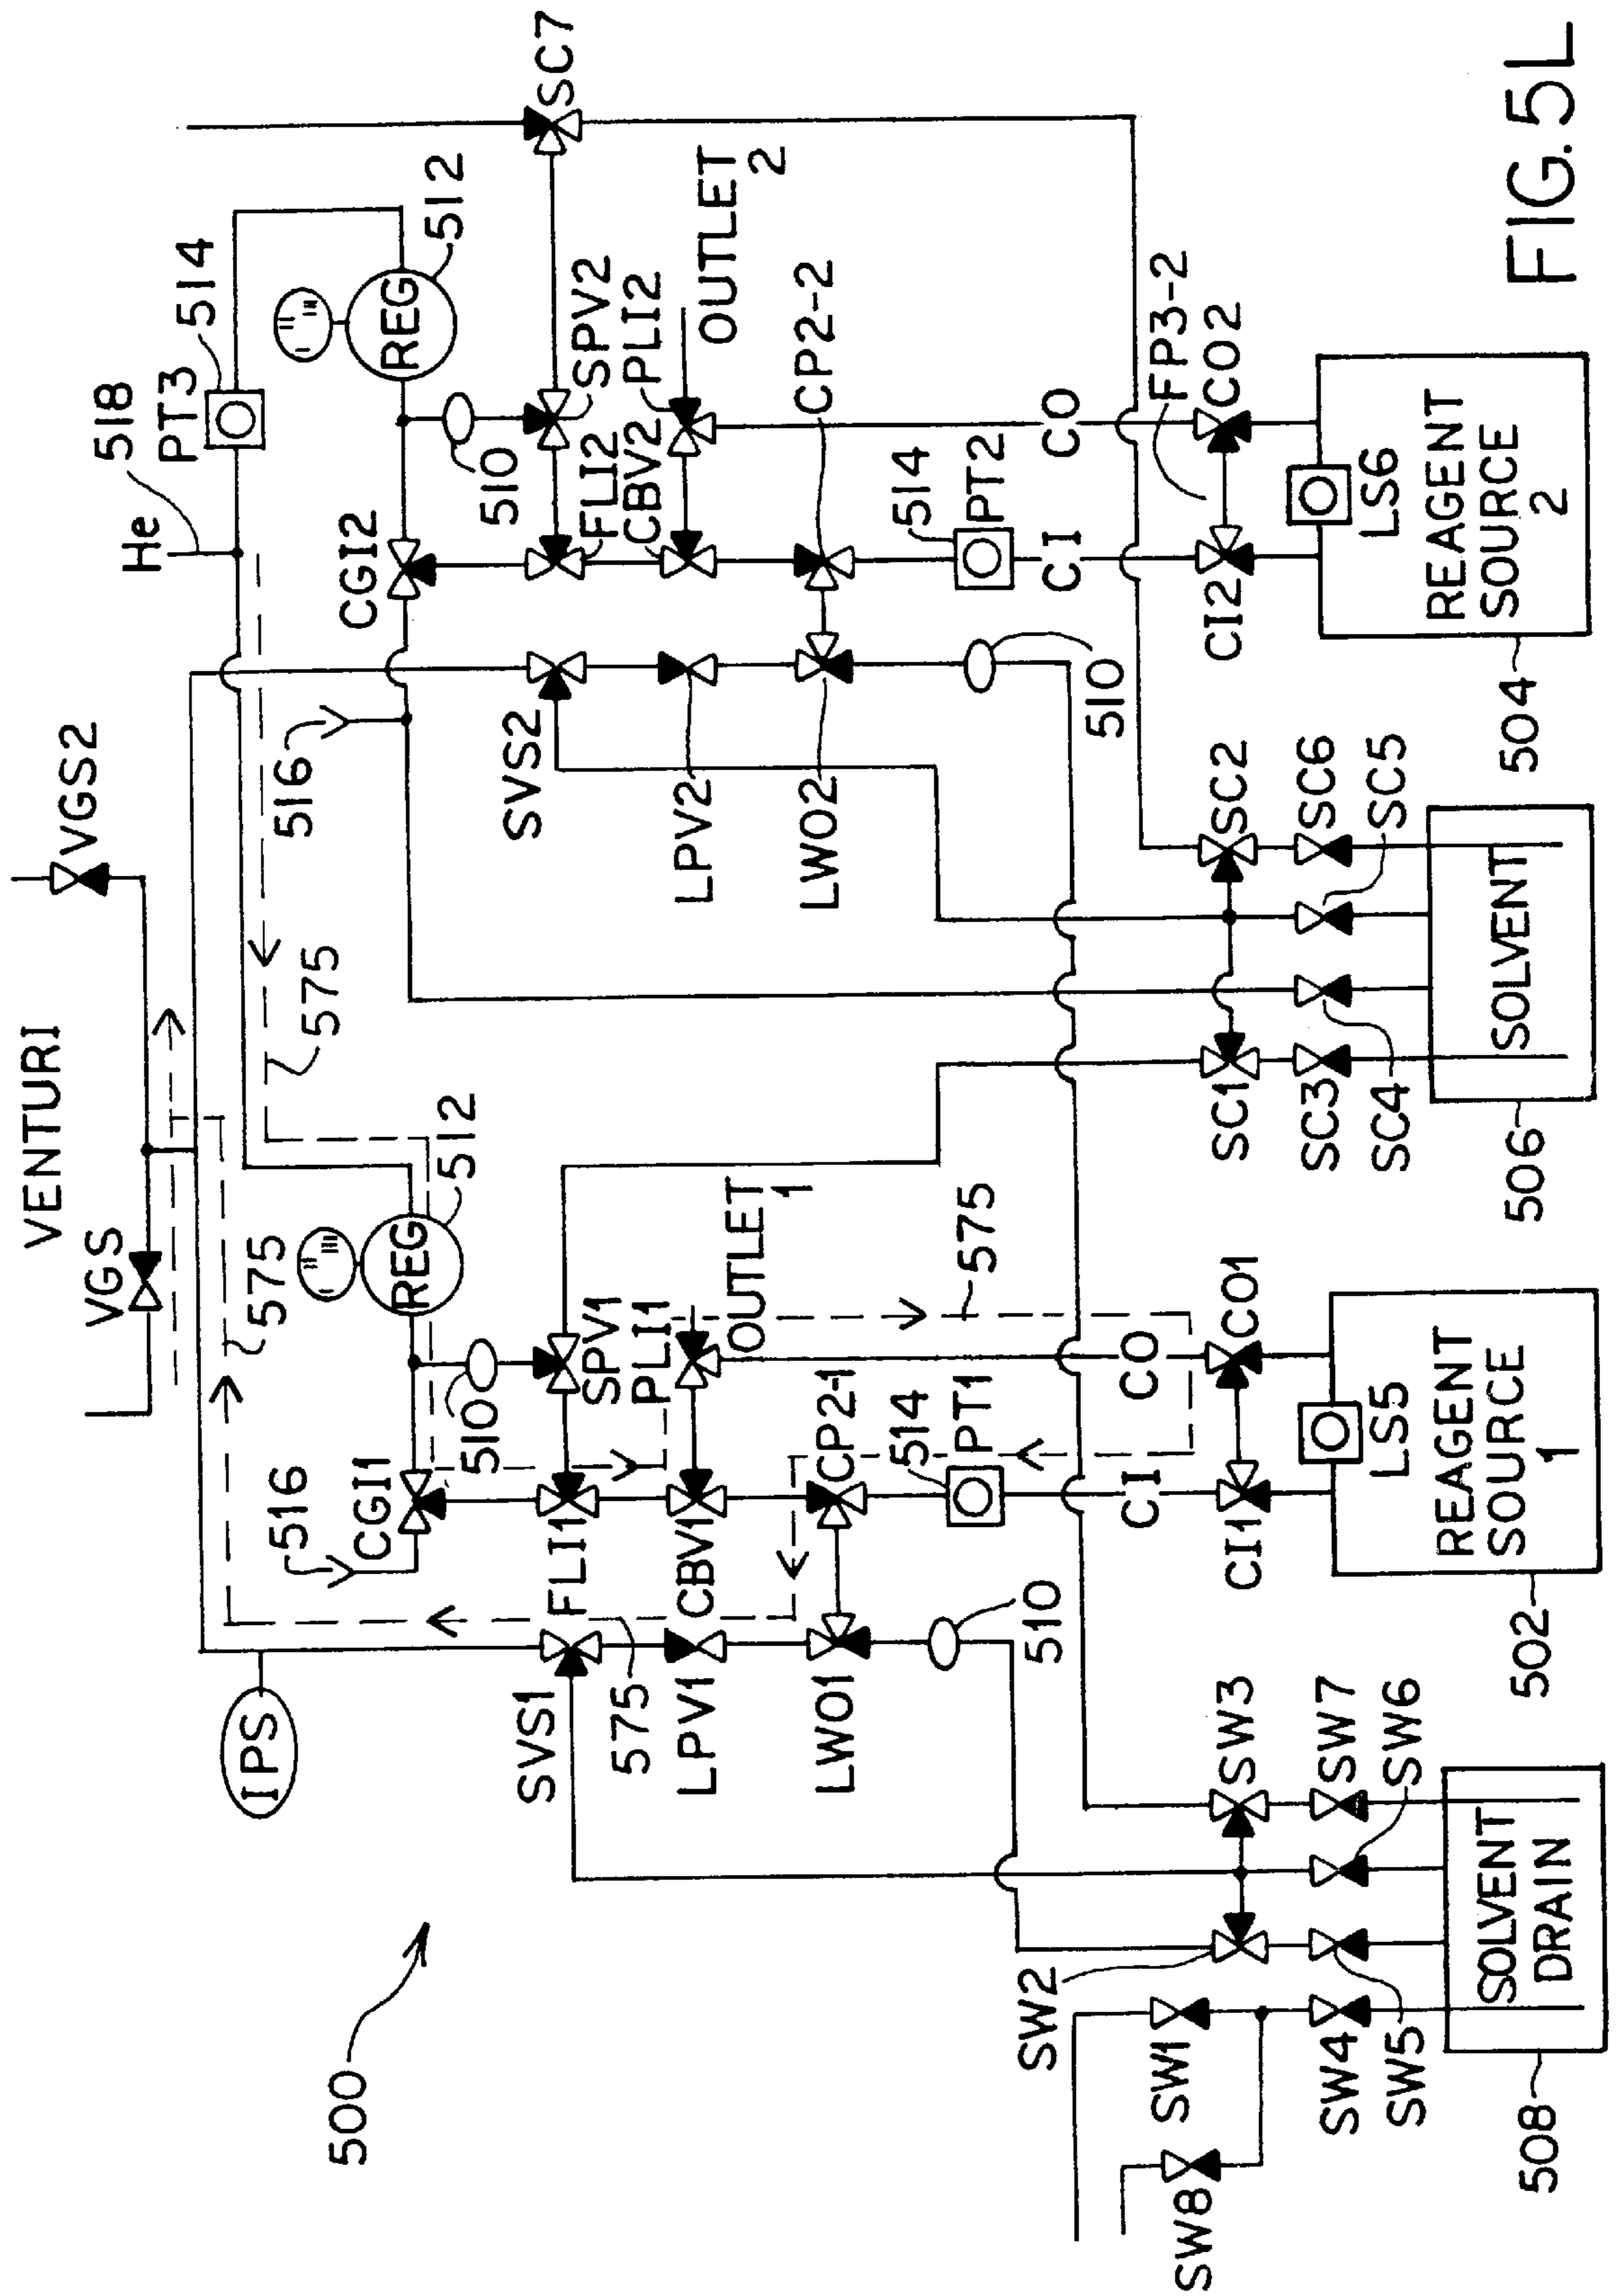 VENTURI
VGS
VGS2
575
575
He
518
PT3
514
IPS
500
516
CGI1
REG
512
510
SPV1
PLI1
OUTLET
1
FLI1
CBV1
CP2-1
SVS1
575
LPV1
LWO1
510
514
PT1
575
CI
CO
CI1
CO1
LS5
REAGENT
SOURCE
1
502
516
CGI2
REG
512
510
SPV2
PLI2
OUTLET
2
FLI2
CBV2
CP2-2
SC7
SVS2
LPV2
LWO2
510
514
PT2
CI
CO
FP3-2
CI2
CO2
LS6
REAGENT
SOURCE
2
504
SC1
SC2
SC3
SC4
SC6
SC5
SOLVENT
506
SW3
SW2
SW1
SW8
SW4
SW5
SW7
SW6
SOLVENT
DRAIN
508
FIG. 5L